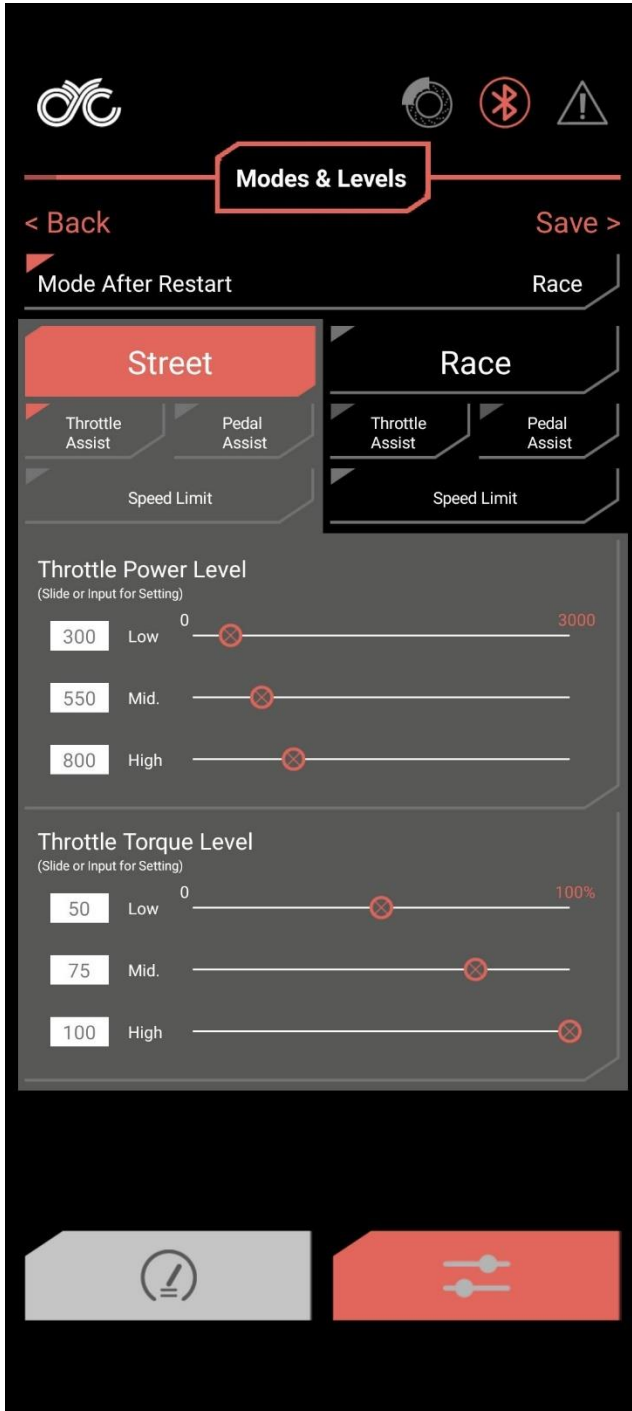 CYC
Modes & Levels
< Back
Save >
Mode After Restart
Race
Street
Race
Throttle
Assist
Pedal
Assist
Throttle
Assist
Pedal
Assist
Speed Limit
Speed Limit
Throttle Power Level
(Slide or Input for Setting)
0
3000
300 Low
550 Mid.
800 High
Throttle Torque Level
(Slide or Input for Setting)
0
100%
50 Low
75 Mid.
100 High